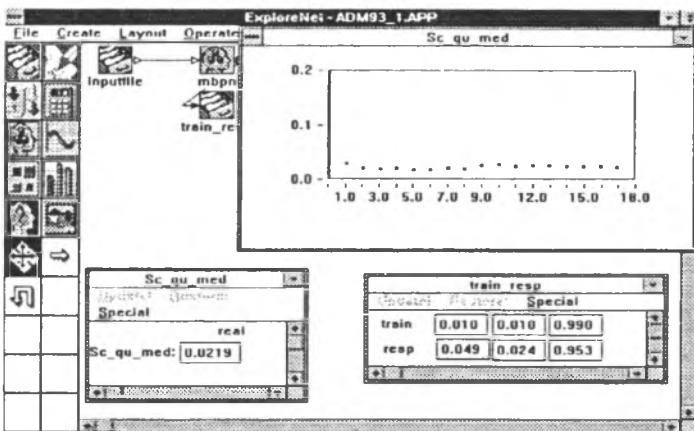 ExploreNet - ADM93_1.APP
File Create Layout Operate
Sc_qu_med
inputfile
mbpn
train_re
0.2
0.1
0.0
1.0 3.0 5.0 7.0 9.0 12.0 15.0 18.0
Sc_qu_med
Special
real
Sc_qu_med: 0.0219
train_resp
Special
train 0.010 0.010 0.990
resp 0.049 0.024 0.953